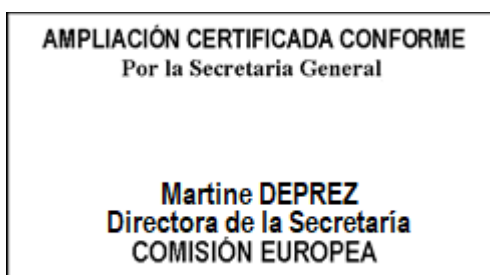 AMPLIACIÓN CERTIFICADA CONFORME
Por la Secretaria General
Martine DEPREZ
Directora de la Secretaría
COMISIÓN EUROPEA